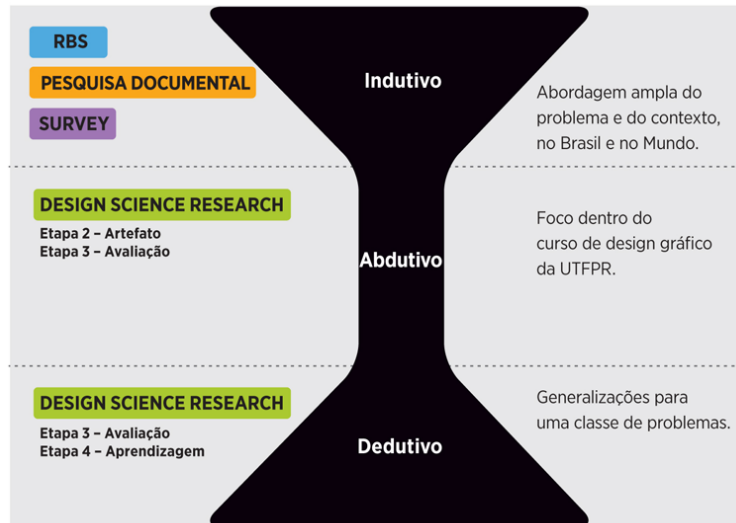 RBS
PESQUISA DOCUMENTAL
SURVEY
Indutivo
Abordagem ampla do
problema e do contexto,
no Brasil e no Mundo.
DESIGN SCIENCE RESEARCH
Etapa 2 – Artefato
Etapa 3 – Avaliação
Abdutivo
Foco dentro do
curso de design gráfico
da UTFPR.
DESIGN SCIENCE RESEARCH
Etapa 3 – Avaliação
Etapa 4 – Aprendizagem
Dedutivo
Generalizações para
uma classe de problemas.